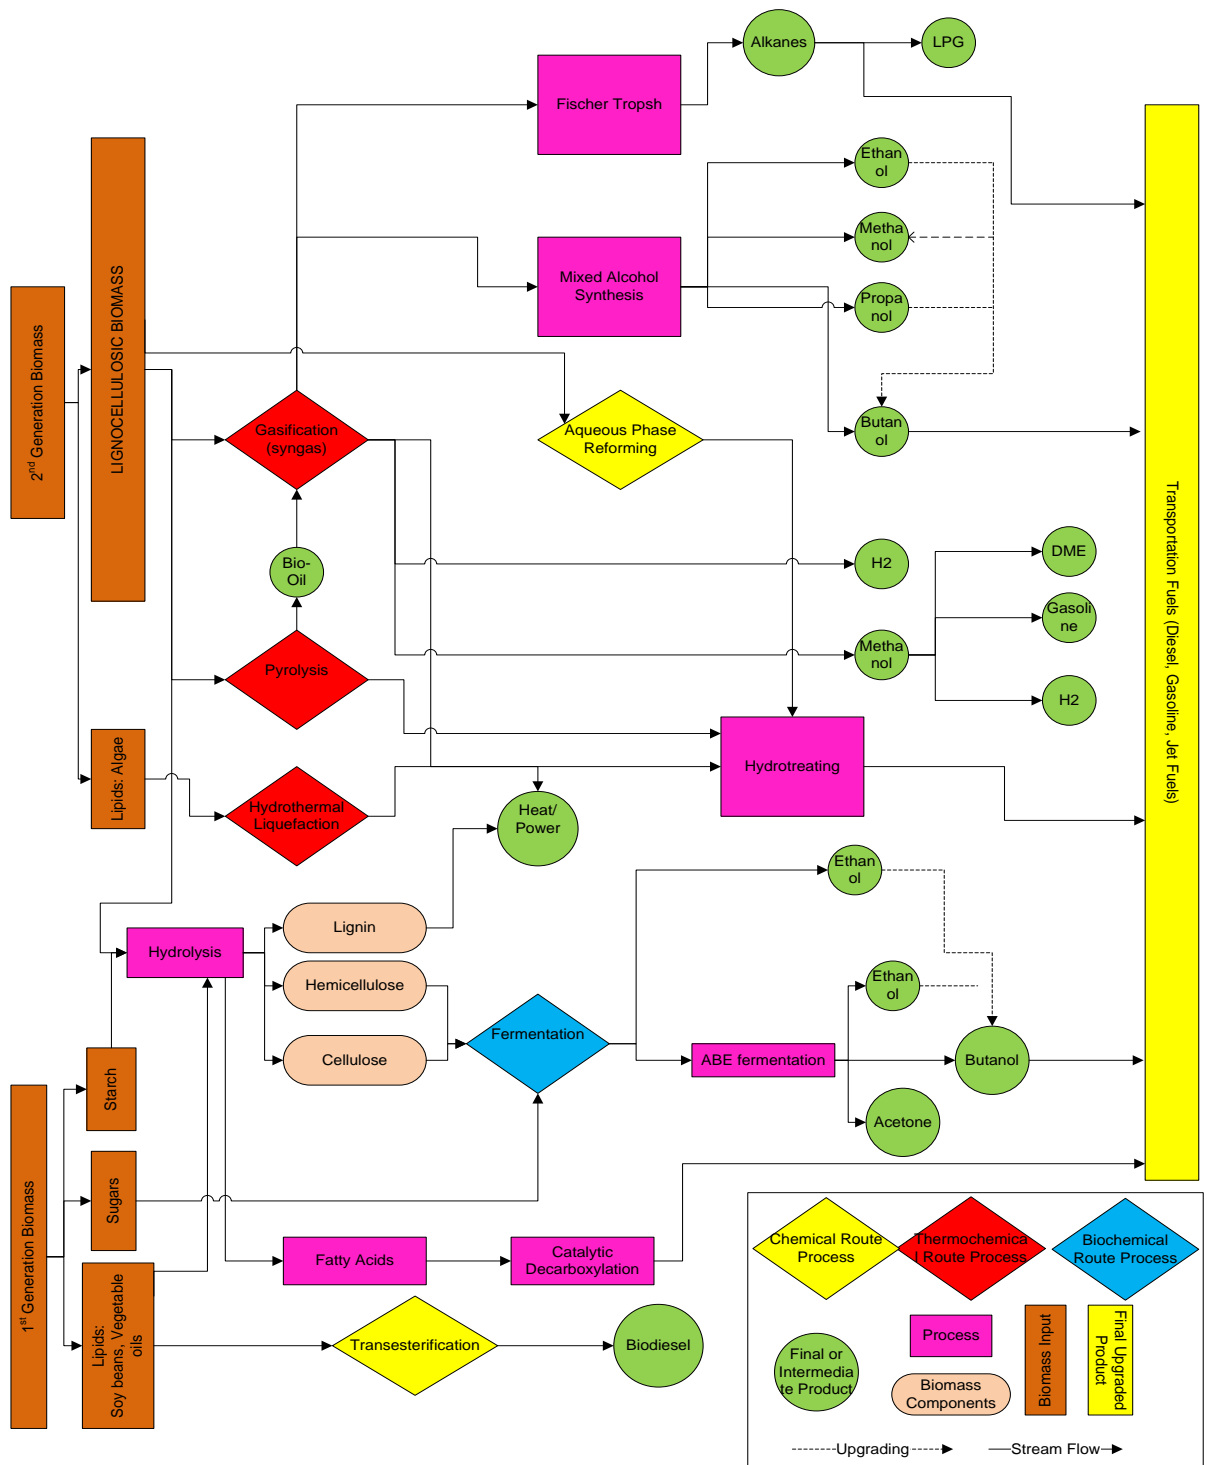 Alkanes
LPG
Fischer Tropsh
Ethan
ol
Metha
nol
Mixed Alcohol
Synthesis
Propa
nol
2nd Generation Biomass
LIGNOCELLULOSIC BIOMASS
Gasification
(syngas)
Aqueous Phase
Reforming
Butan
ol
Transportation Fuels (Diesel, Gasoline, Jet Fuels)
Bio-
Oil
H2
DME
Gasoli
ne
Pyrolysis
Metha
nol
H2
Lipids: Algae
Hydrothermal
Liquefaction
Heat/
Power
Hydrotreating
Ethan
ol
Hydrolysis
Lignin
Hemicellulose
Cellulose
Fermentation
Ethan
ol
ABE fermentation
Butanol
Acetone
1st Generation Biomass
Starch
Sugars
Lipids:
Soy beans, Vegetable
oils
Fatty Acids
Catalytic
Decarboxylation
Transesterification
Biodiesel
Chemical Route
Process
Thermochemica
l Route Process
Biochemical
Route Process
Final or
Intermedia
te Product
Process
Biomass
Components
Biomass Input
Final Upgraded
Product
Upgrading
Stream Flow